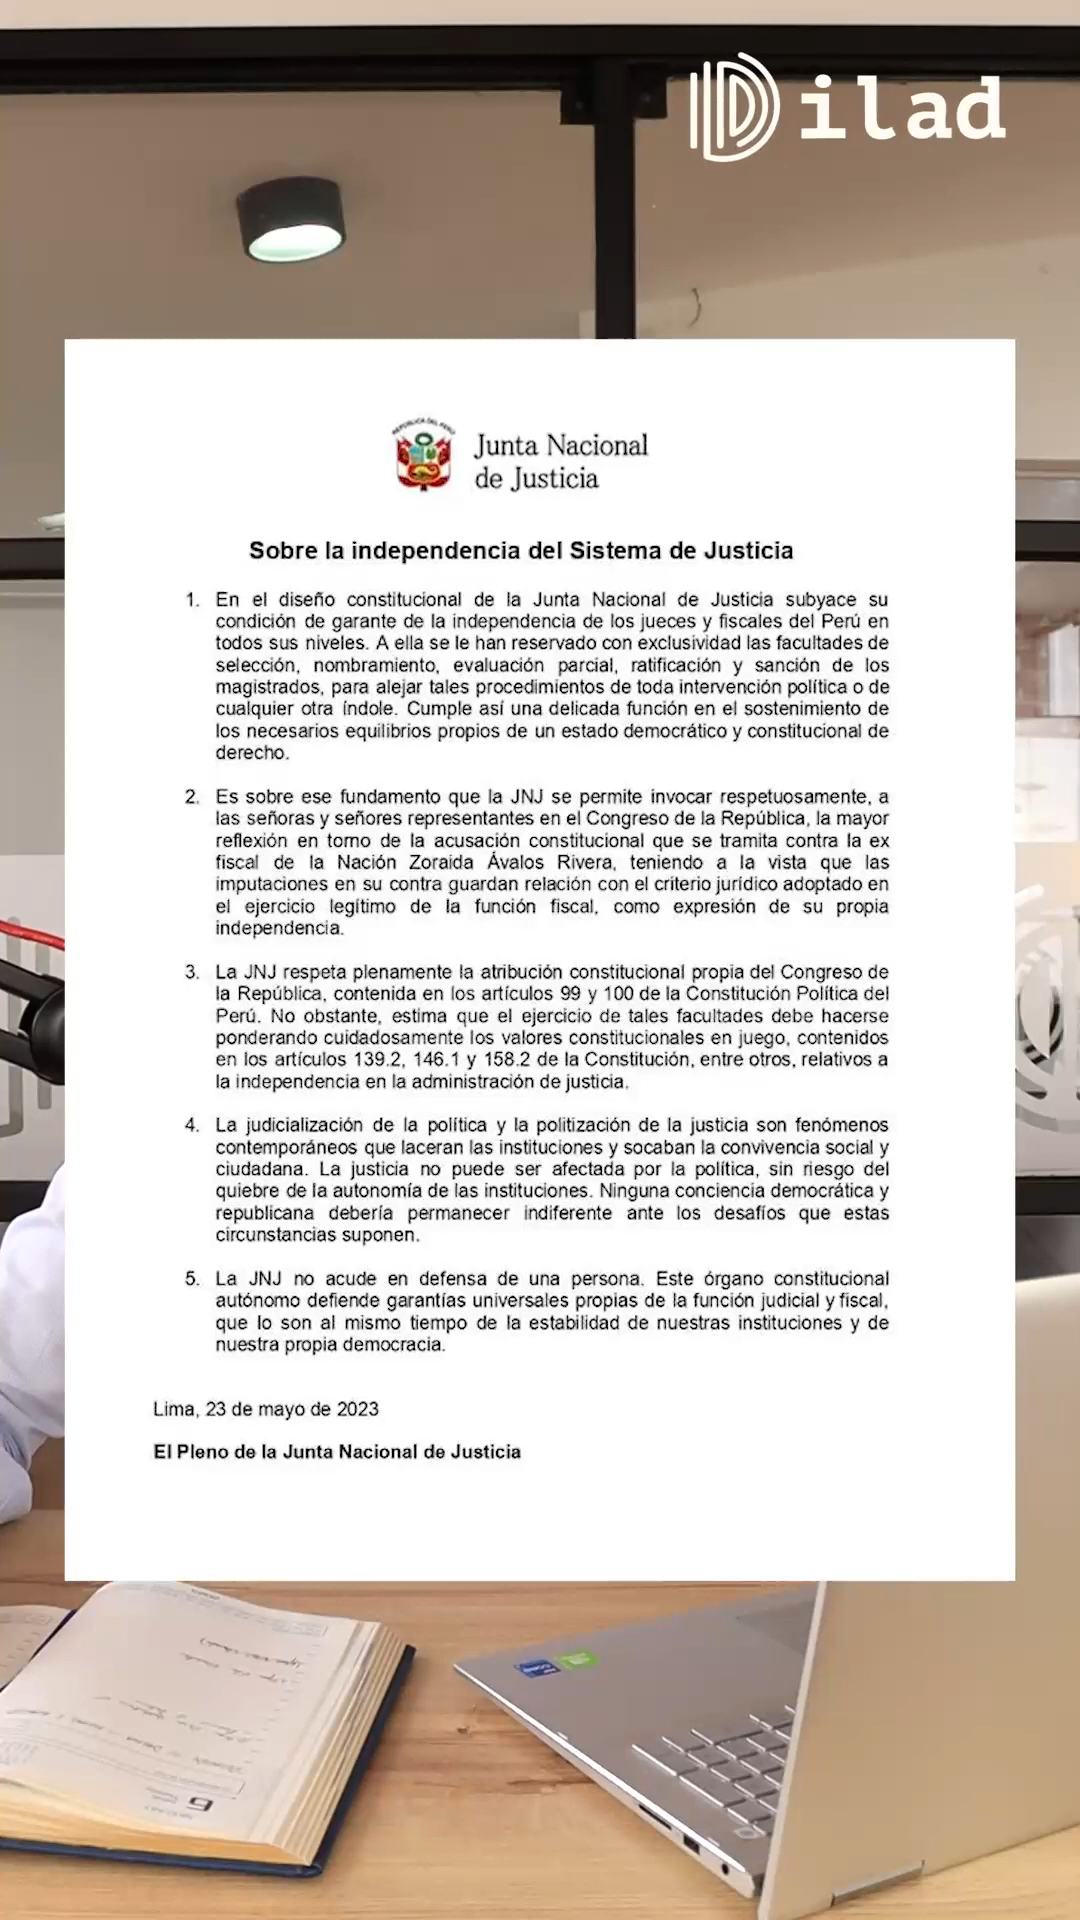 Dilad
REPÚBLICA DEL PERÚ
Junta Nacional
de Justicia
Sobre la independencia del Sistema de Justicia
1. En el diseño constitucional de la Junta Nacional de Justicia subyace su
condición de garante de la independencia de los jueces y fiscales del Perú en
todos sus niveles. A ella se le han reservado con exclusividad las facultades de
selección, nombramiento, evaluación parcial, ratificación y sanción de los
magistrados, para alejar tales procedimientos de toda intervención política o de
cualquier otra índole. Cumple así una delicada función en el sostenimiento de
los necesarios equilibrios propios de un estado democrático y constitucional de
derecho.
2. Es sobre ese fundamento que la JNJ se permite invocar respetuosamente, a
las señoras y señores representantes en el Congreso de la República, la mayor
reflexión en torno de la acusación constitucional que se tramita contra la ex
fiscal de la Nación Zoraida Ávalos Rivera, teniendo a la vista que las
imputaciones en su contra guardan relación con el criterio jurídico adoptado en
el ejercicio legítimo de la función fiscal, como expresión de su propia
independencia.
3. La JNJ respeta plenamente la atribución constitucional propia del Congreso de
la República, contenida en los artículos 99 y 100 de la Constitución Política del
Perú. No obstante, estima que el ejercicio de tales facultades debe hacerse
ponderando cuidadosamente los valores constitucionales en juego, contenidos
en los artículos 139.2, 146.1 y 158.2 de la Constitución, entre otros, relativos a
la independencia en la administración de justicia.
4. La judicialización de la política y la politización de la justicia son fenómenos
contemporáneos que laceran las instituciones y socaban la convivencia social y
ciudadana. La justicia no puede ser afectada por la política, sin riesgo del
quiebre de la autonomía de las instituciones. Ninguna conciencia democrática y
republicana debería permanecer indiferente ante los desafíos que estas
circunstancias suponen.
5. La JNJ no acude en defensa de una persona. Este órgano constitucional
autónomo defiende garantías universales propias de la función judicial y fiscal,
que lo son al mismo tiempo de la estabilidad de nuestras instituciones y de
nuestra propia democracia.
Lima, 23 de mayo de 2023
El Pleno de la Junta Nacional de Justicia
6